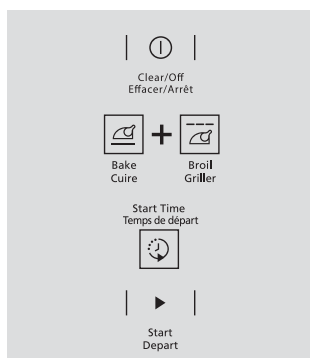 Clear/Off
Effacer/Arrêt
+
Bake Broil
Cuire Griller
Start Time
Temps de départ
Start
Depart